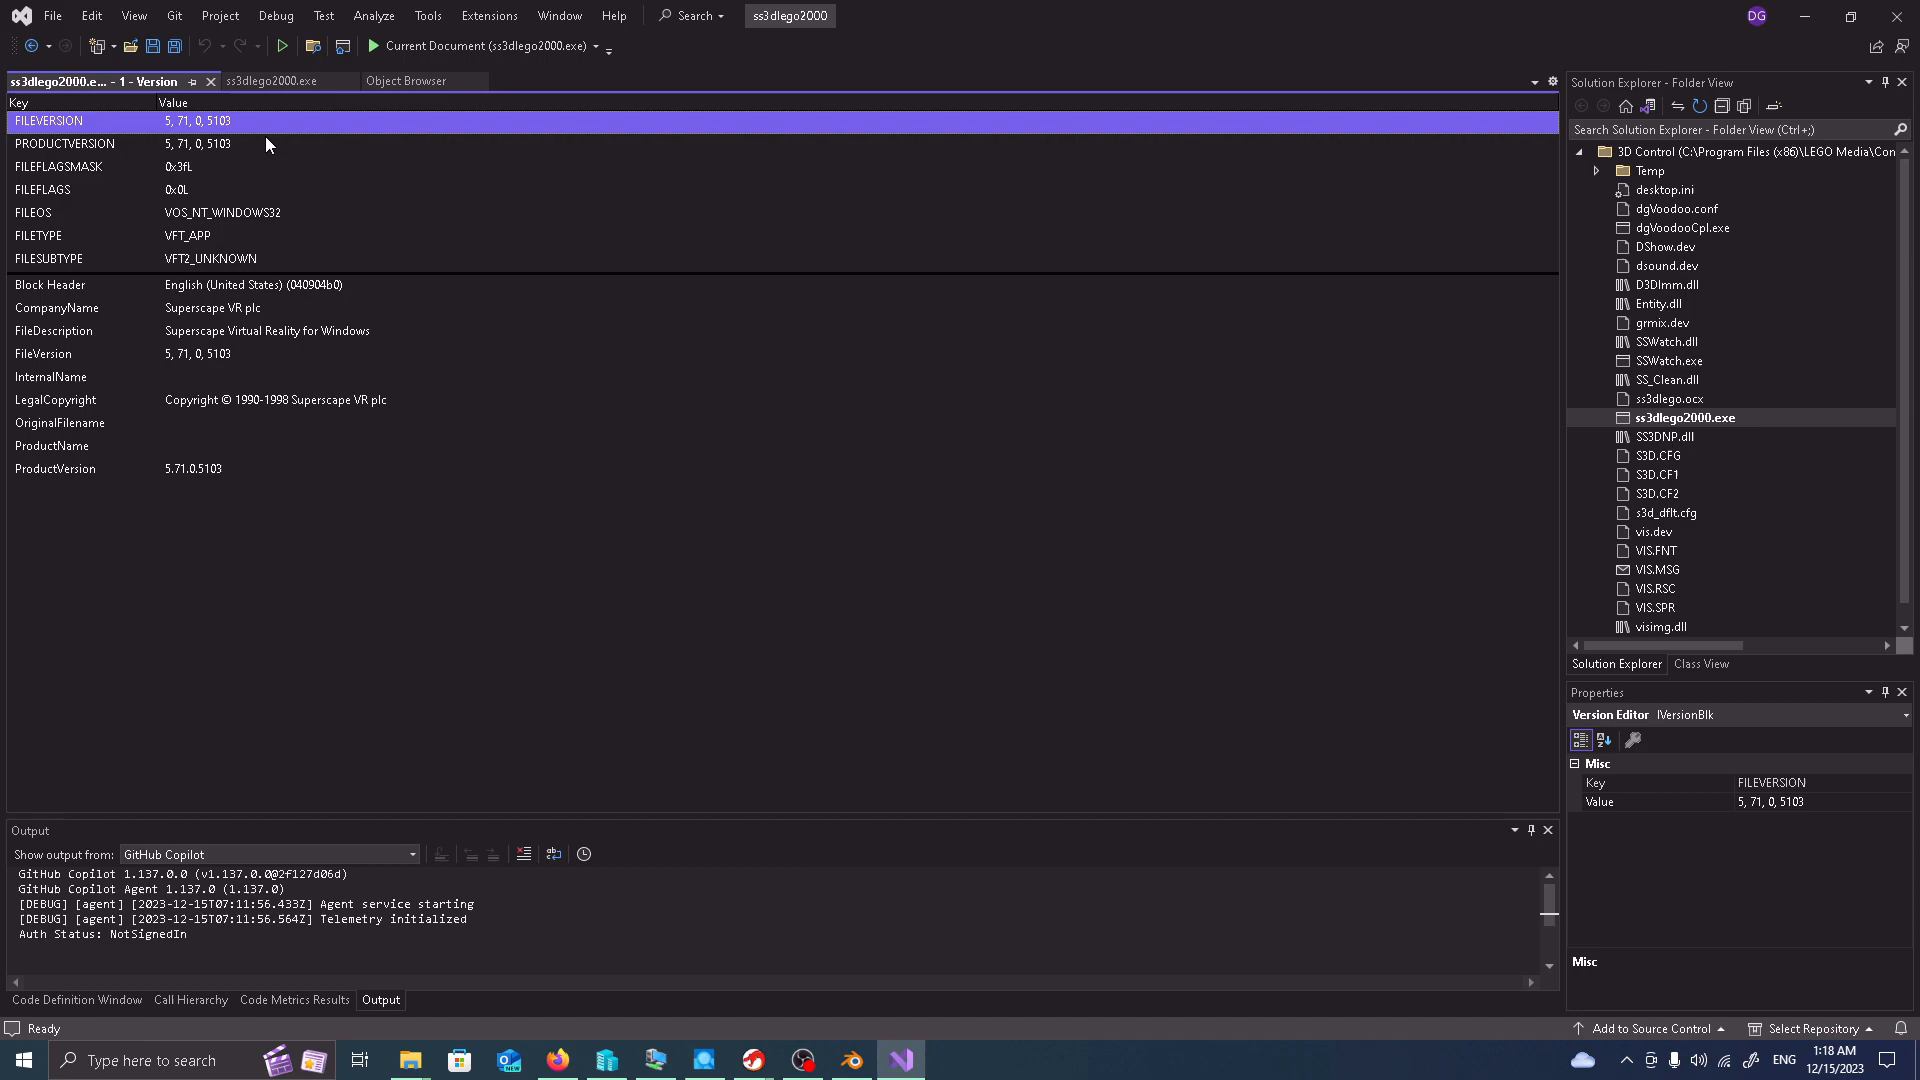 File Edit View Git Project Debug Test Analyze Tools Extensions Window Help Search ss3dlego2000 DG
Current Document (ss3dlego2000.exe)
ss3dlego2000.e... - 1 - Version ss3dlego2000.exe Object Browser
Key Value
FILEVERSION 5, 71, 0, 5103
PRODUCTVERSION 5, 71, 0, 5103
FILEFLAGSMASK 0x3fL
FILEFLAGS 0x0L
FILEOS VOS_NT_WINDOWS32
FILETYPE VFT_APP
FILESUBTYPE VFT2_UNKNOWN
Block Header English (United States) (040904b0)
CompanyName Superscape VR plc
FileDescription Superscape Virtual Reality for Windows
FileVersion 5, 71, 0, 5103
InternalName
LegalCopyright Copyright © 1990-1998 Superscape VR plc
OriginalFilename
ProductName
ProductVersion 5.71.0.5103
Solution Explorer - Folder View
Search Solution Explorer - Folder View (Ctrl+;)
3D Control (C:\Program Files (x86)\LEGO Media\Con
Temp
desktop.ini
dgVoodoo.conf
dgVoodooCpl.exe
DShow.dev
dsound.dev
D3DImm.dll
Entity.dll
grmix.dev
SSWatch.dll
SSWatch.exe
SS_Clean.dll
ss3dlego.ocx
ss3dlego2000.exe
SS3DNP.dll
S3D.CFG
S3D.CF1
S3D.CF2
s3d_dflt.cfg
vis.dev
VIS.FNT
VIS.MSG
VIS.RSC
VIS.SPR
visimg.dll
Solution Explorer Class View
Properties
Version Editor IVersionBlk
Misc
Key FILEVERSION
Value 5, 71, 0, 5103
Misc
Output
Show output from: GitHub Copilot
GitHub Copilot 1.137.0.0 (v1.137.0.0@2f127d06d)
GitHub Copilot Agent 1.137.0 (1.137.0)
[DEBUG] [agent] [2023-12-15T07:11:56.433Z] Agent service starting
[DEBUG] [agent] [2023-12-15T07:11:56.564Z] Telemetry initialized
Auth Status: NotSignedIn
Code Definition Window Call Hierarchy Code Metrics Results Output
Ready Add to Source Control Select Repository
Type here to search
ENG 1:18 AM
12/15/2023